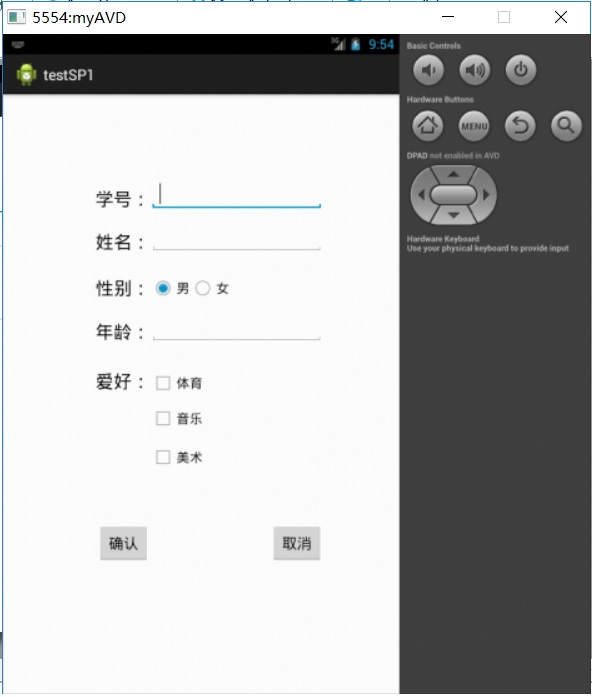 5554:myAVD
3G 9:54
testSP1
学号：
姓名：
性别： 男 女
年龄：
爱好： 体育
音乐
美术
确认 取消
Basic Controls
Hardware Buttons
MENU
DPAD not enabled in AVD
Hardware Keyboard
Use your physical keyboard to provide input